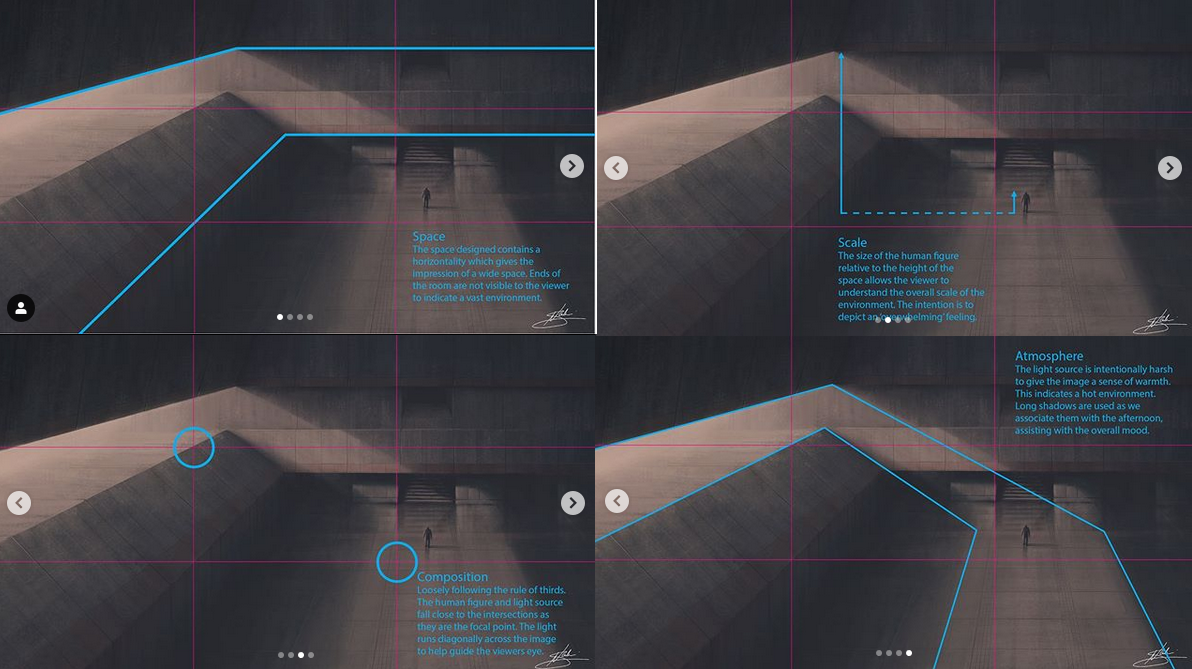 Space
The space designed contains a
horizontality which gives the
impression of a wide space. Ends of
the room are not visible to the viewer
to indicate a vast environment.
Scale
The size of the human figure
relative to the height of the
space allows the viewer to
understand the overall scale of the
environment. The intention is to
depict an 'overwhelming' feeling.
Composition
Loosely following the rule of thirds.
The human figure and light source
fall close to the intersections as
they are the focal point. The light
runs diagonally across the image
to help guide the viewers eye.
Atmosphere
The light source is intentionally harsh
to give the image a sense of warmth.
This indicates a hot environment.
Long shadows are used as we
associate them with the afternoon,
assisting with the overall mood.